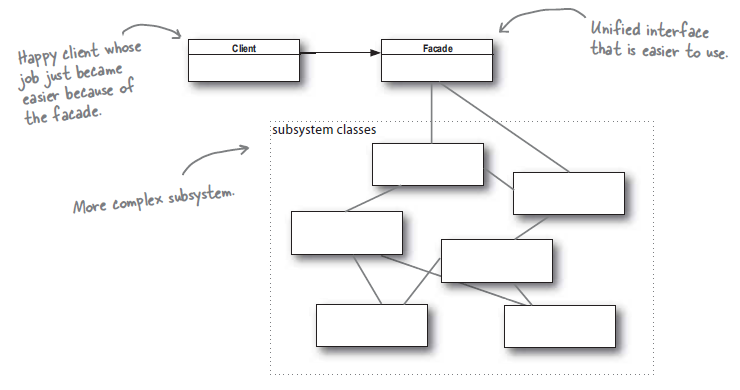 Happy client whose
job just became
easier because of
the facade.
Client
Facade
Unified interface
that is easier to use.
subsystem classes
More complex subsystem.